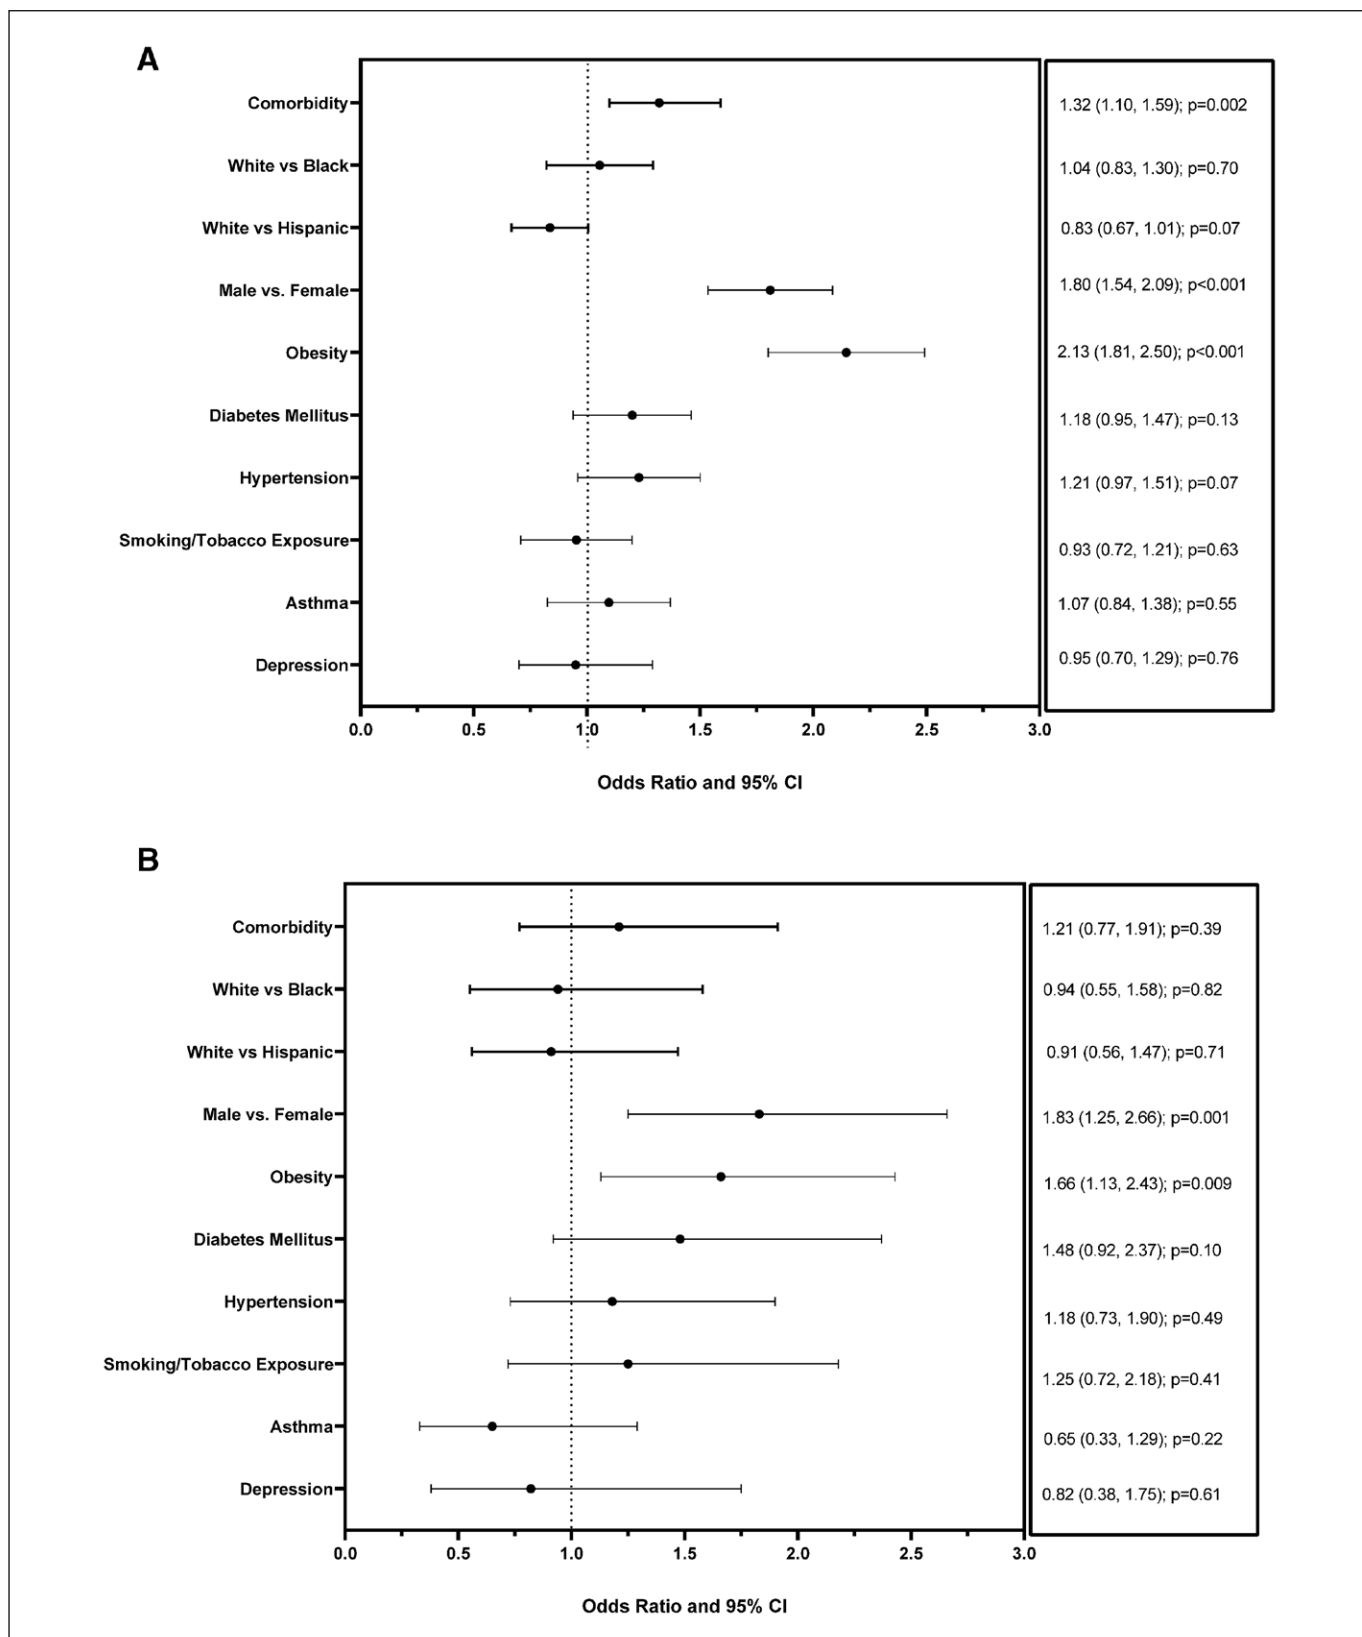 A
Comorbidity 1.32 (1.10, 1.59); p=0.002
White vs Black 1.04 (0.83, 1.30); p=0.70
White vs Hispanic 0.83 (0.67, 1.01); p=0.07
Male vs. Female 1.80 (1.54, 2.09); p<0.001
Obesity 2.13 (1.81, 2.50); p<0.001
Diabetes Mellitus 1.18 (0.95, 1.47); p=0.13
Hypertension 1.21 (0.97, 1.51); p=0.07
Smoking/Tobacco Exposure 0.93 (0.72, 1.21); p=0.63
Asthma 1.07 (0.84, 1.38); p=0.55
Depression 0.95 (0.70, 1.29); p=0.76
0.0 0.5 1.0 1.5 2.0 2.5 3.0
Odds Ratio and 95% CI
B
Comorbidity 1.21 (0.77, 1.91); p=0.39
White vs Black 0.94 (0.55, 1.58); p=0.82
White vs Hispanic 0.91 (0.56, 1.47); p=0.71
Male vs. Female 1.83 (1.25, 2.66); p=0.001
Obesity 1.66 (1.13, 2.43); p=0.009
Diabetes Mellitus 1.48 (0.92, 2.37); p=0.10
Hypertension 1.18 (0.73, 1.90); p=0.49
Smoking/Tobacco Exposure 1.25 (0.72, 2.18); p=0.41
Asthma 0.65 (0.33, 1.29); p=0.22
Depression 0.82 (0.38, 1.75); p=0.61
0.0 0.5 1.0 1.5 2.0 2.5 3.0
Odds Ratio and 95% CI